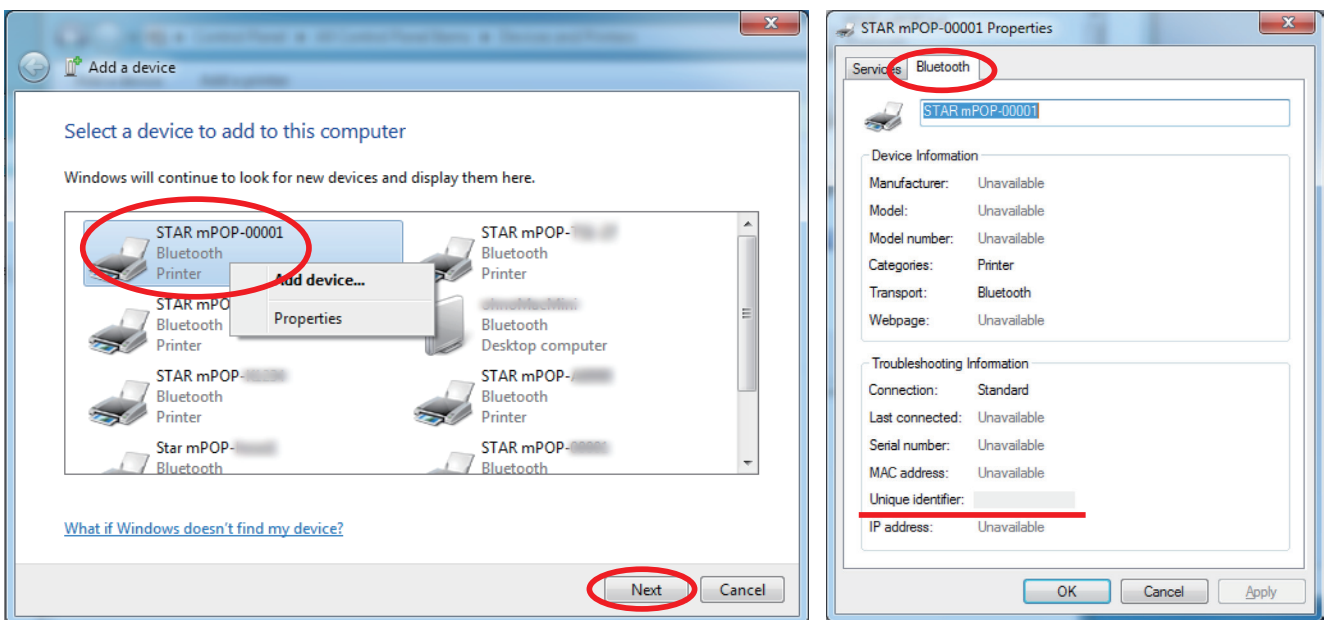 Add a device
Select a device to add to this computer
Windows will continue to look for new devices and display them here.
STAR mPOP-00001
Bluetooth
Printer
STAR mPOP-
Bluetooth
Printer
Add device...
Properties
STAR mPO
Bluetooth
Printer
Bluetooth
Desktop computer
STAR mPOP-
Bluetooth
Printer
STAR mPOP-
Bluetooth
Printer
Star mPOP-
Bluetooth
STAR mPOP-
Bluetooth
What if Windows doesn't find my device?
Next Cancel
STAR mPOP-00001 Properties
Services Bluetooth
STAR mPOP-00001
Device Information
Manufacturer: Unavailable
Model: Unavailable
Model number: Unavailable
Categories: Printer
Transport: Bluetooth
Webpage: Unavailable
Troubleshooting Information
Connection: Standard
Last connected: Unavailable
Serial number: Unavailable
MAC address: Unavailable
Unique identifier:
IP address: Unavailable
OK Cancel Apply